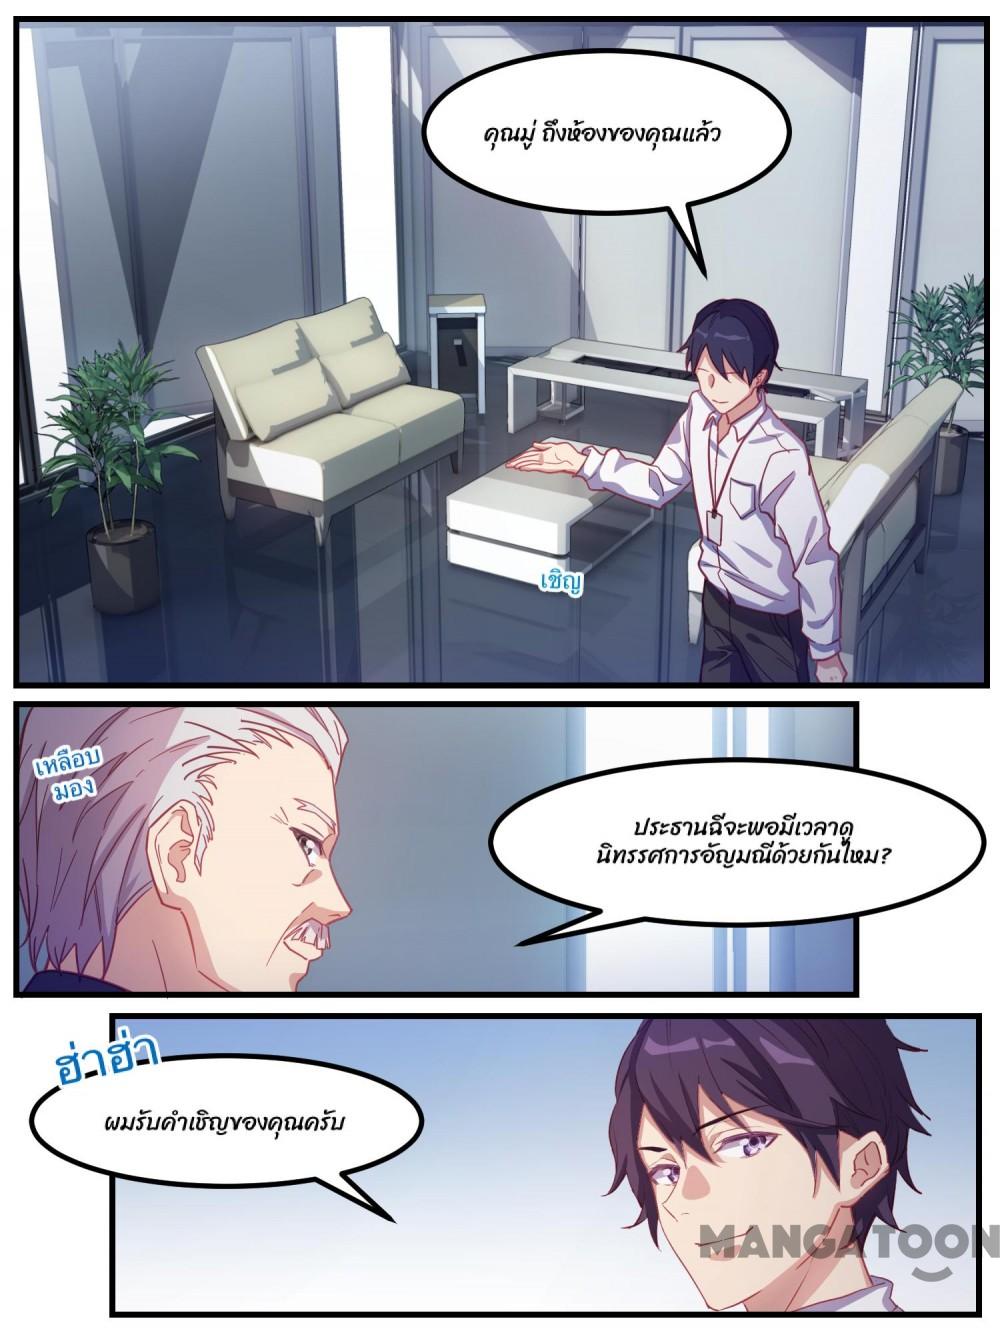 คุณมู่ ถึงห้องของคุณแล้ว
เชิญ
เหลือบ
มอง
ประธานฉีจะพอมีเวลาดู
นิทรรศการอัญมณีด้วยกันไหม?
ฮ่าฮ่า
ผมรับคำเชิญของคุณครับ
MANGATOON